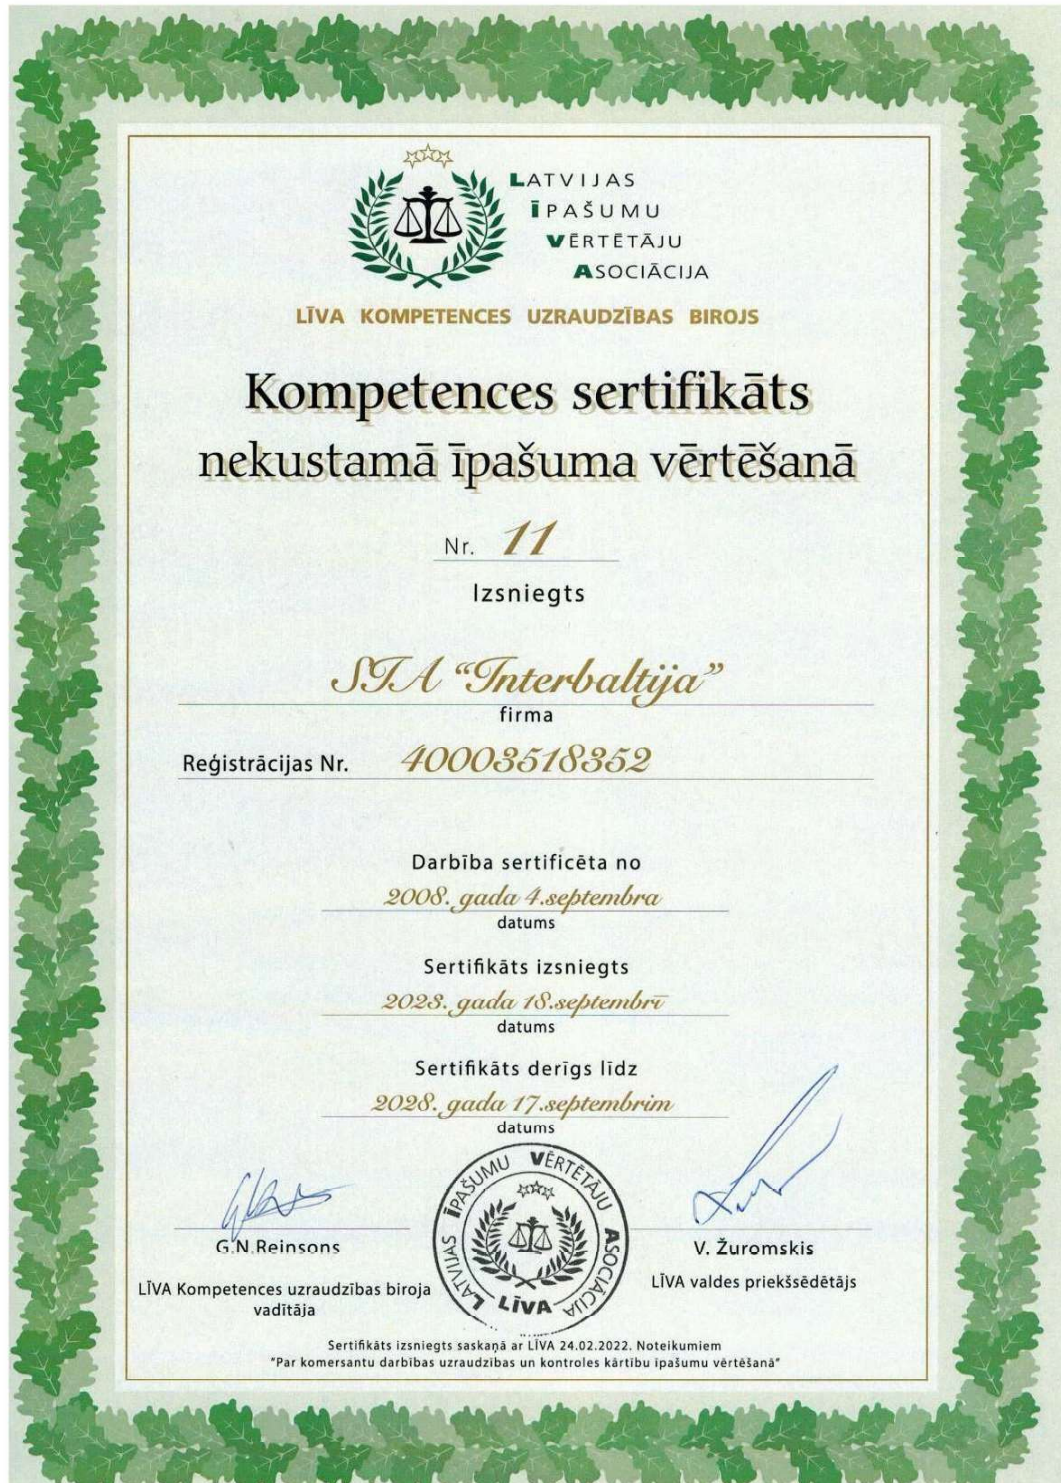 LATVIJAS
ĪPAŠUMU
VĒRTĒTĀJU
ASOCIĀCIJA
LĪVA KOMPETENCES UZRAUDZĪBAS BIROJS
Kompetences sertifikāts
nekustamā īpašuma vērtēšanā
Nr. 11
Izsniegts
SIA “Interbaltija”
firma
Reģistrācijas Nr. 40003518352
Darbība sertificēta no
2008. gada 4.septembra
datums
Sertifikāts izsniegts
2023. gada 18.septembrī
datums
Sertifikāts derīgs līdz
2028. gada 17.septembrim
datums
LATVIJAS ĪPAŠUMU VĒRTĒTĀJU ASOCIĀCIJA
LĪVA
G.N.Reinsons
LĪVA Kompetences uzraudzības biroja
vadītāja
V. Žuromskis
LĪVA valdes priekšsēdētājs
Sertifikāts izsniegts saskaņā ar LĪVA 24.02.2022. Noteikumiem
"Par komersantu darbības uzraudzības un kontroles kārtību īpašumu vērtēšanā"